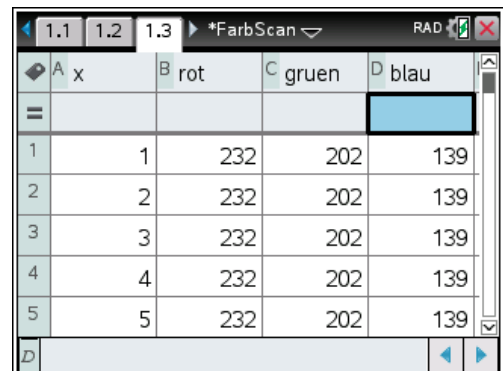 1.1 1.2 1.3 *FarbScan RAD
A x B rot C gruen D blau
=
1 1 232 202 139
2 2 232 202 139
3 3 232 202 139
4 4 232 202 139
5 5 232 202 139
D